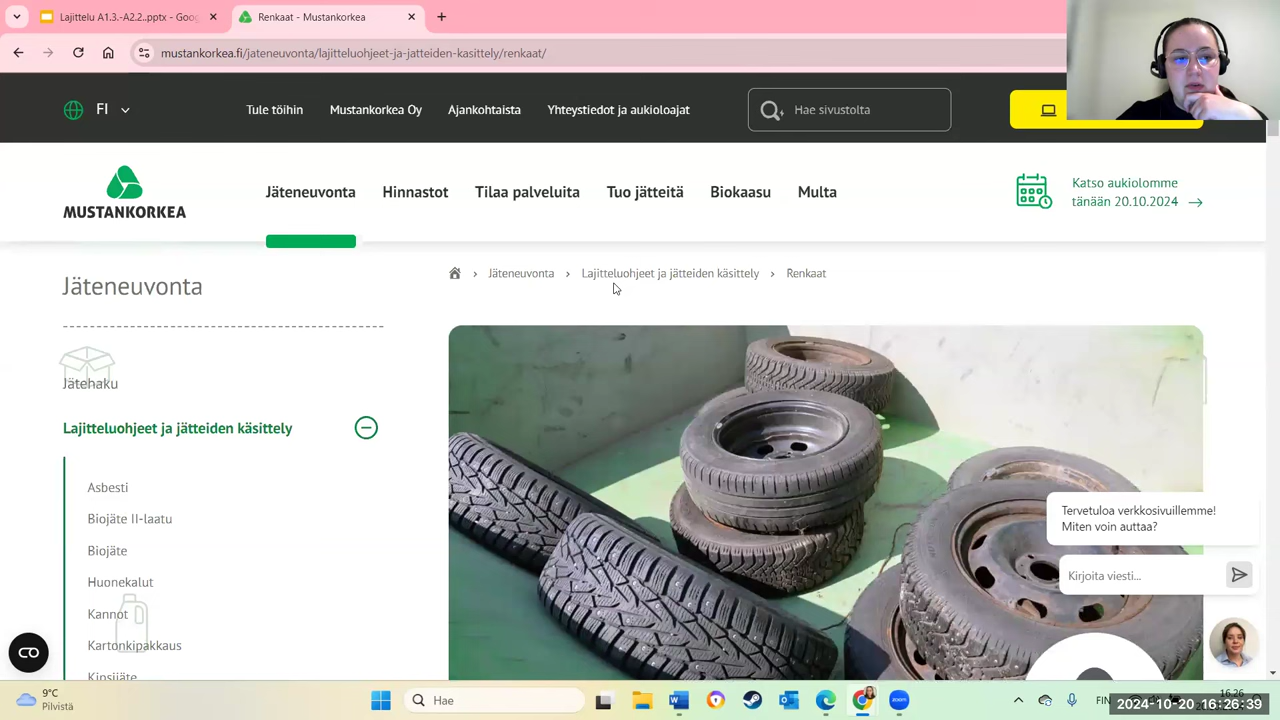 Lajittelu A1.3.-A2.2..pptx - Goog
Renkaat - Mustankorkea
mustankorkea.fi/jateneuvonta/lajitteluohjeet-ja-jatteiden-kasittely/renkaat/
FI
Tule töihin
Mustankorkea Oy
Ajankohtaista
Yhteystiedot ja aukioloajat
Hae sivustolta
MUSTANKORKEA
Jäteneuvonta
Hinnastot
Tilaa palveluita
Tuo jätteitä
Biokaasu
Multa
Katso aukiolomme
tänään 20.10.2024
Jäteneuvonta
Jäteneuvonta
Lajitteluohjeet ja jätteiden käsittely
Renkaat
Jätehaku
Lajitteluohjeet ja jätteiden käsittely
Asbesti
Biojäte II-laatu
Biojäte
Huonekalut
Kannot
Kartonkipakkaus
Kipsijäte
Tervetuloa verkkosivuillemme!
Miten voin auttaa?
Kirjoita viesti...
9°C
Pilvistä
Hae
FIN
16.26
2024-10-20 16:26:39